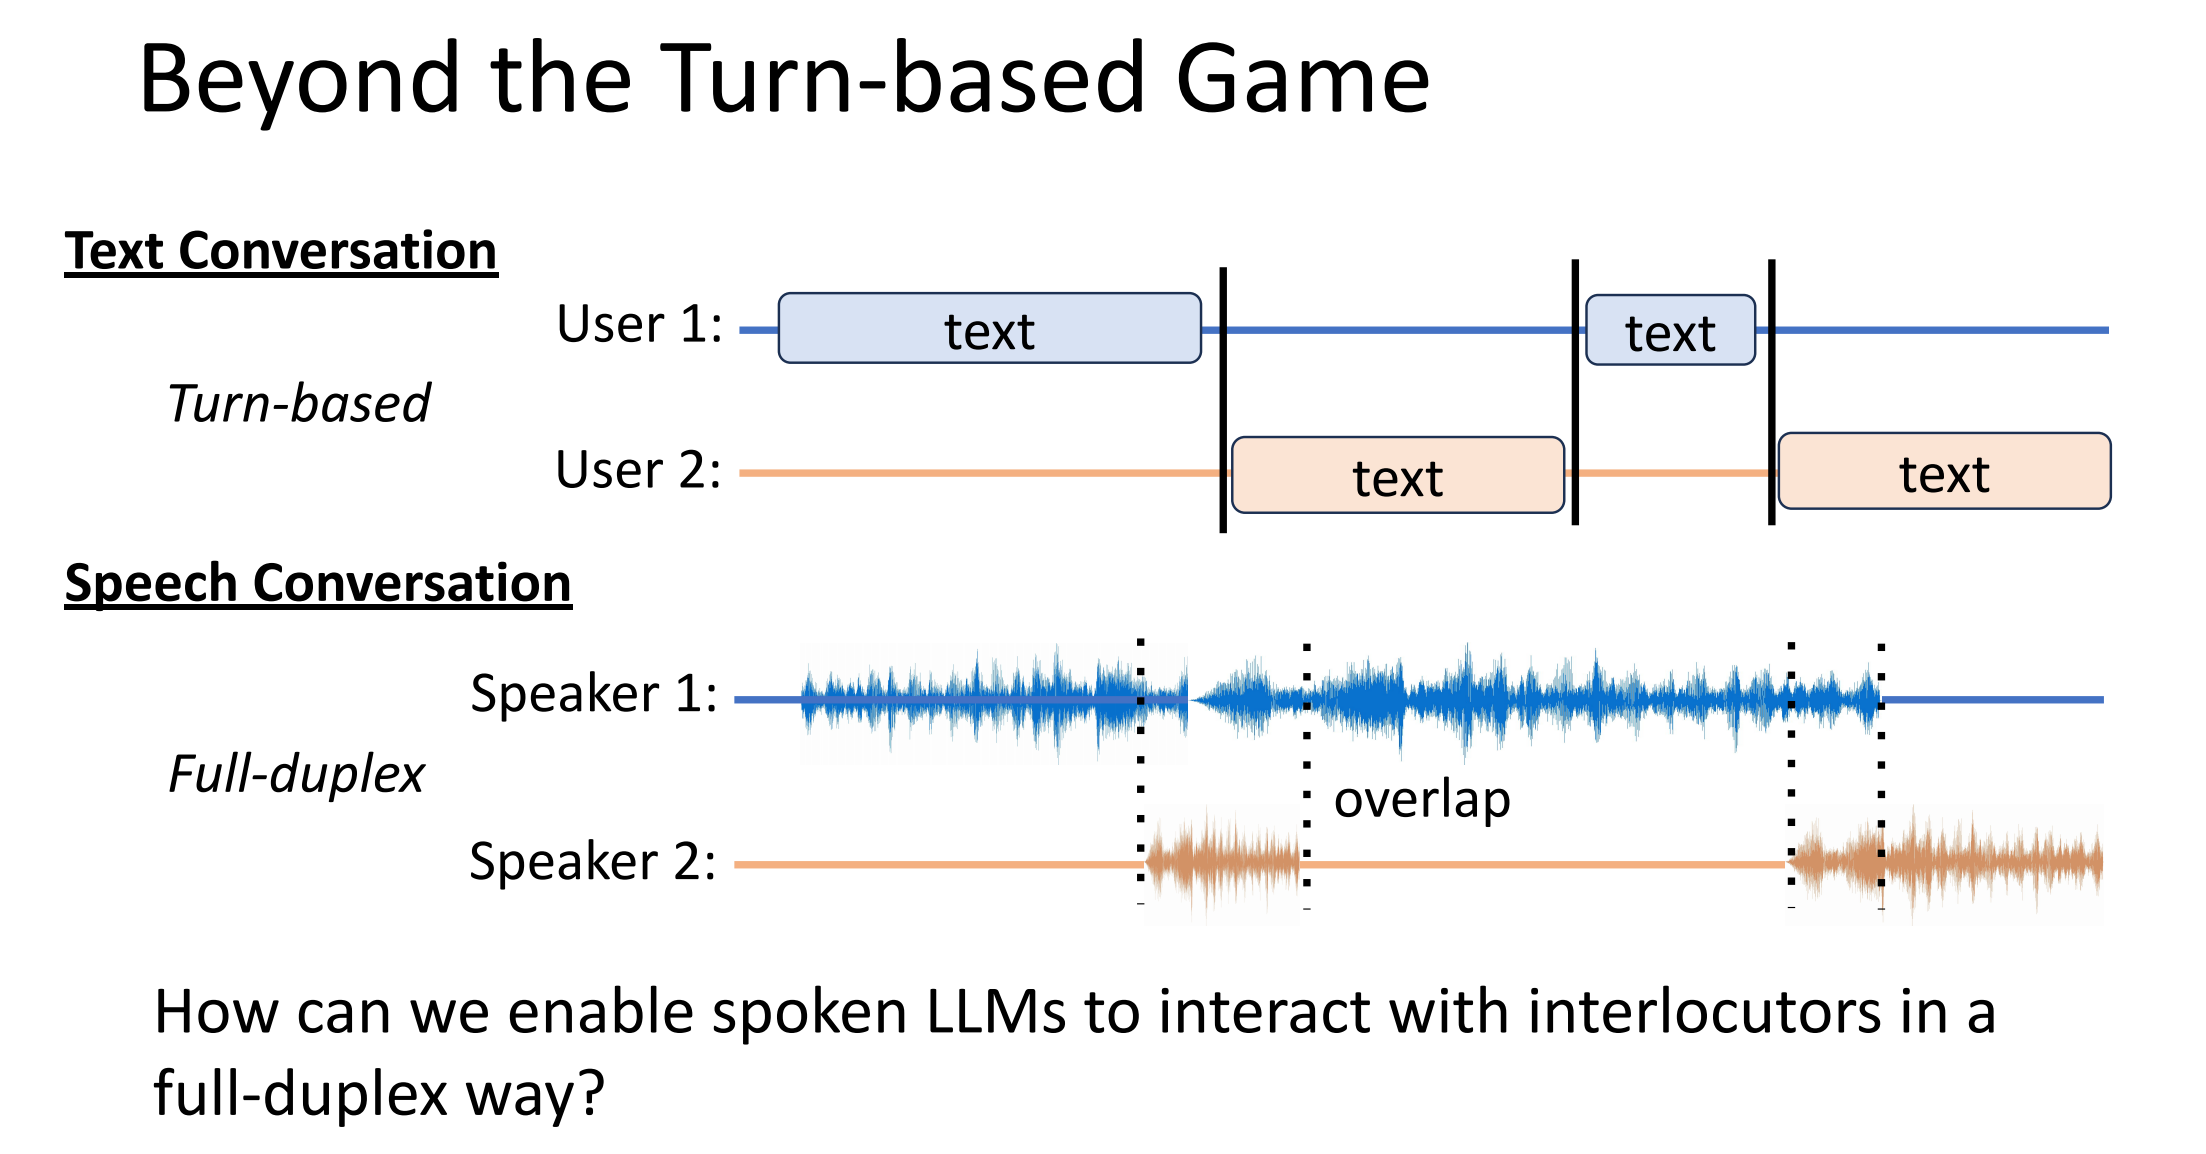 Beyond the Turn-based Game
Text Conversation
User 1:
text
text
Turn-based
User 2:
text
text
Speech Conversation
Speaker 1:
Full-duplex
overlap
Speaker 2:
How can we enable spoken LLMs to interact with interlocutors in a
full-duplex way?